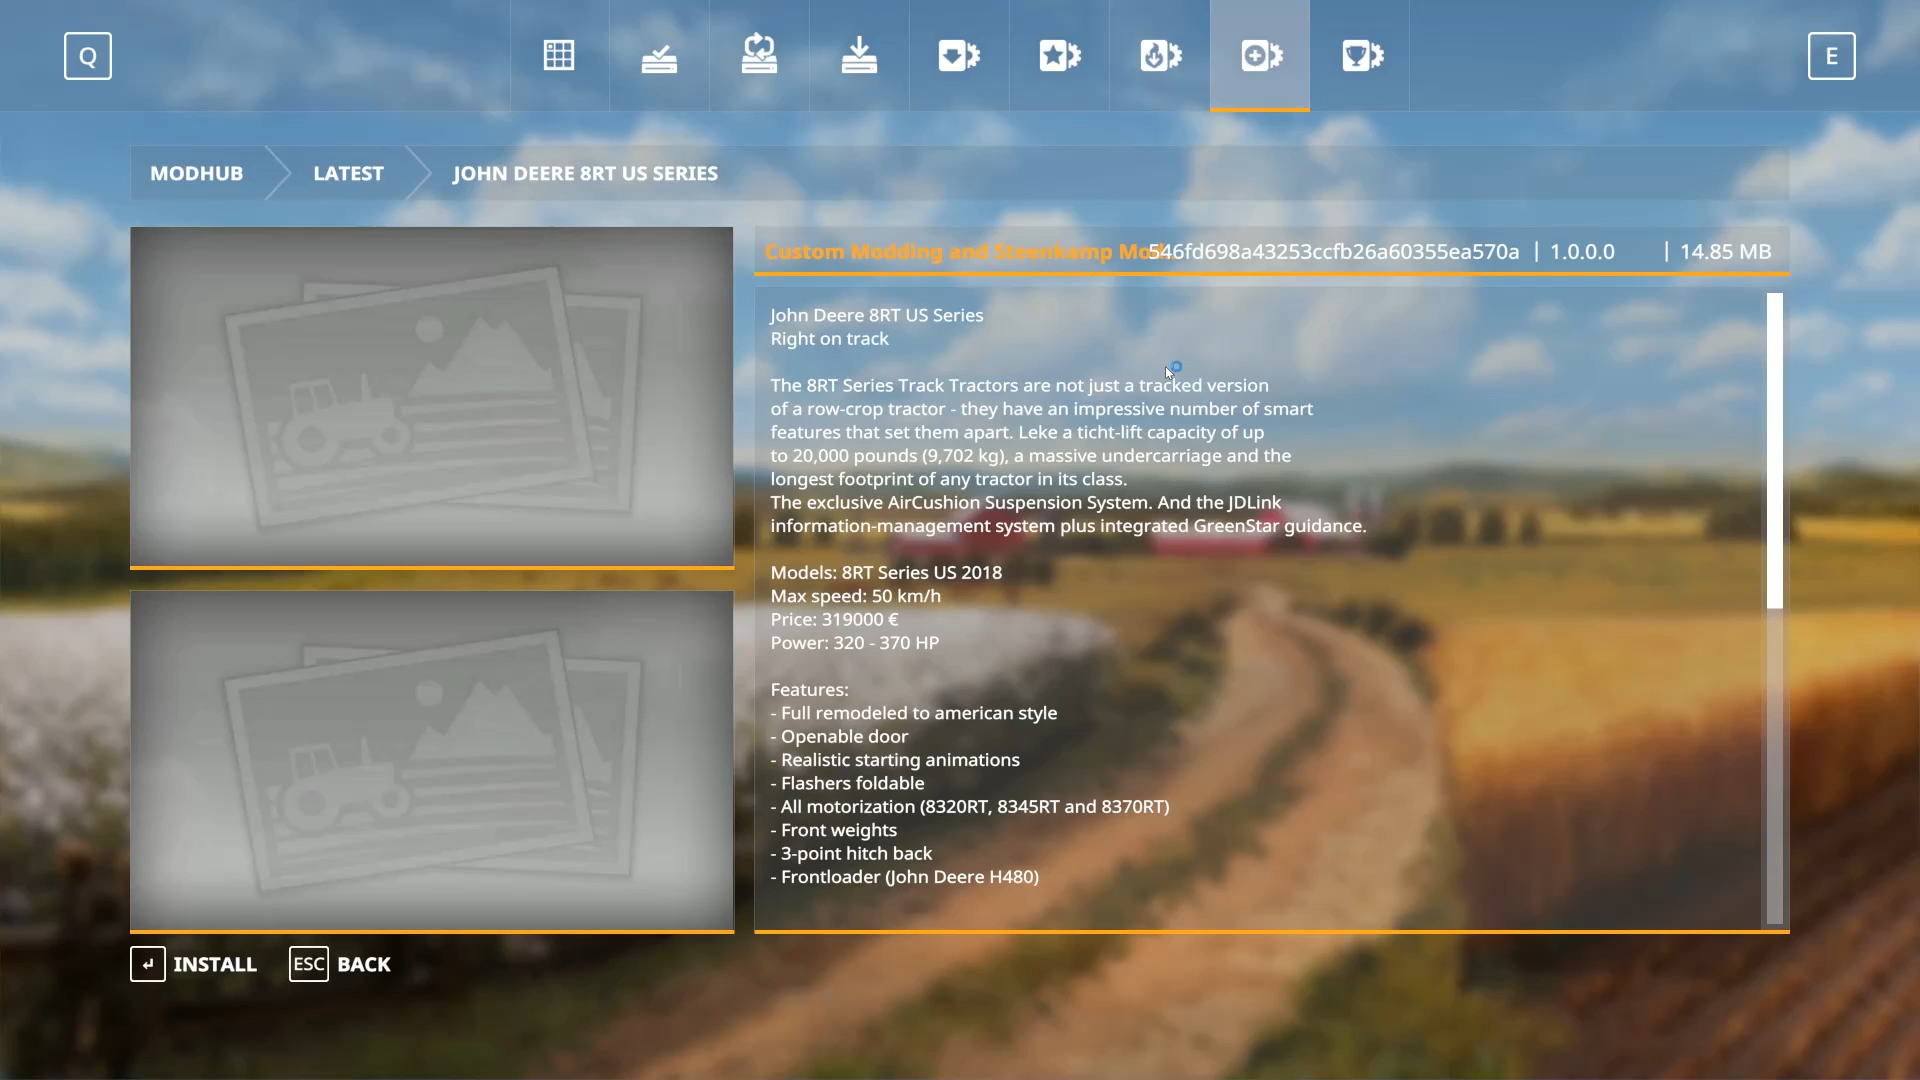 Q
E
MODHUB
LATEST
JOHN DEERE 8RT US SERIES
Custom Modding and Steenkamp
546fd698a43253ccfb26a60355ea570a | 1.0.0.0 | 14.85 MB
John Deere 8RT US Series
Right on track
The 8RT Series Track Tractors are not just a tracked version
of a row-crop tractor - they have an impressive number of smart
features that set them apart. Leke a ticht-lift capacity of up
to 20,000 pounds (9,702 kg), a massive undercarriage and the
longest footprint of any tractor in its class.
The exclusive AirCushion Suspension System. And the JDLink
information-management system plus integrated GreenStar guidance.
Models: 8RT Series US 2018
Max speed: 50 km/h
Price: 319000 €
Power: 320 - 370 HP
Features:
- Full remodeled to american style
- Openable door
- Realistic starting animations
- Flashers foldable
- All motorization (8320RT, 8345RT and 8370RT)
- Front weights
- 3-point hitch back
- Frontloader (John Deere H480)
INSTALL
ESC BACK